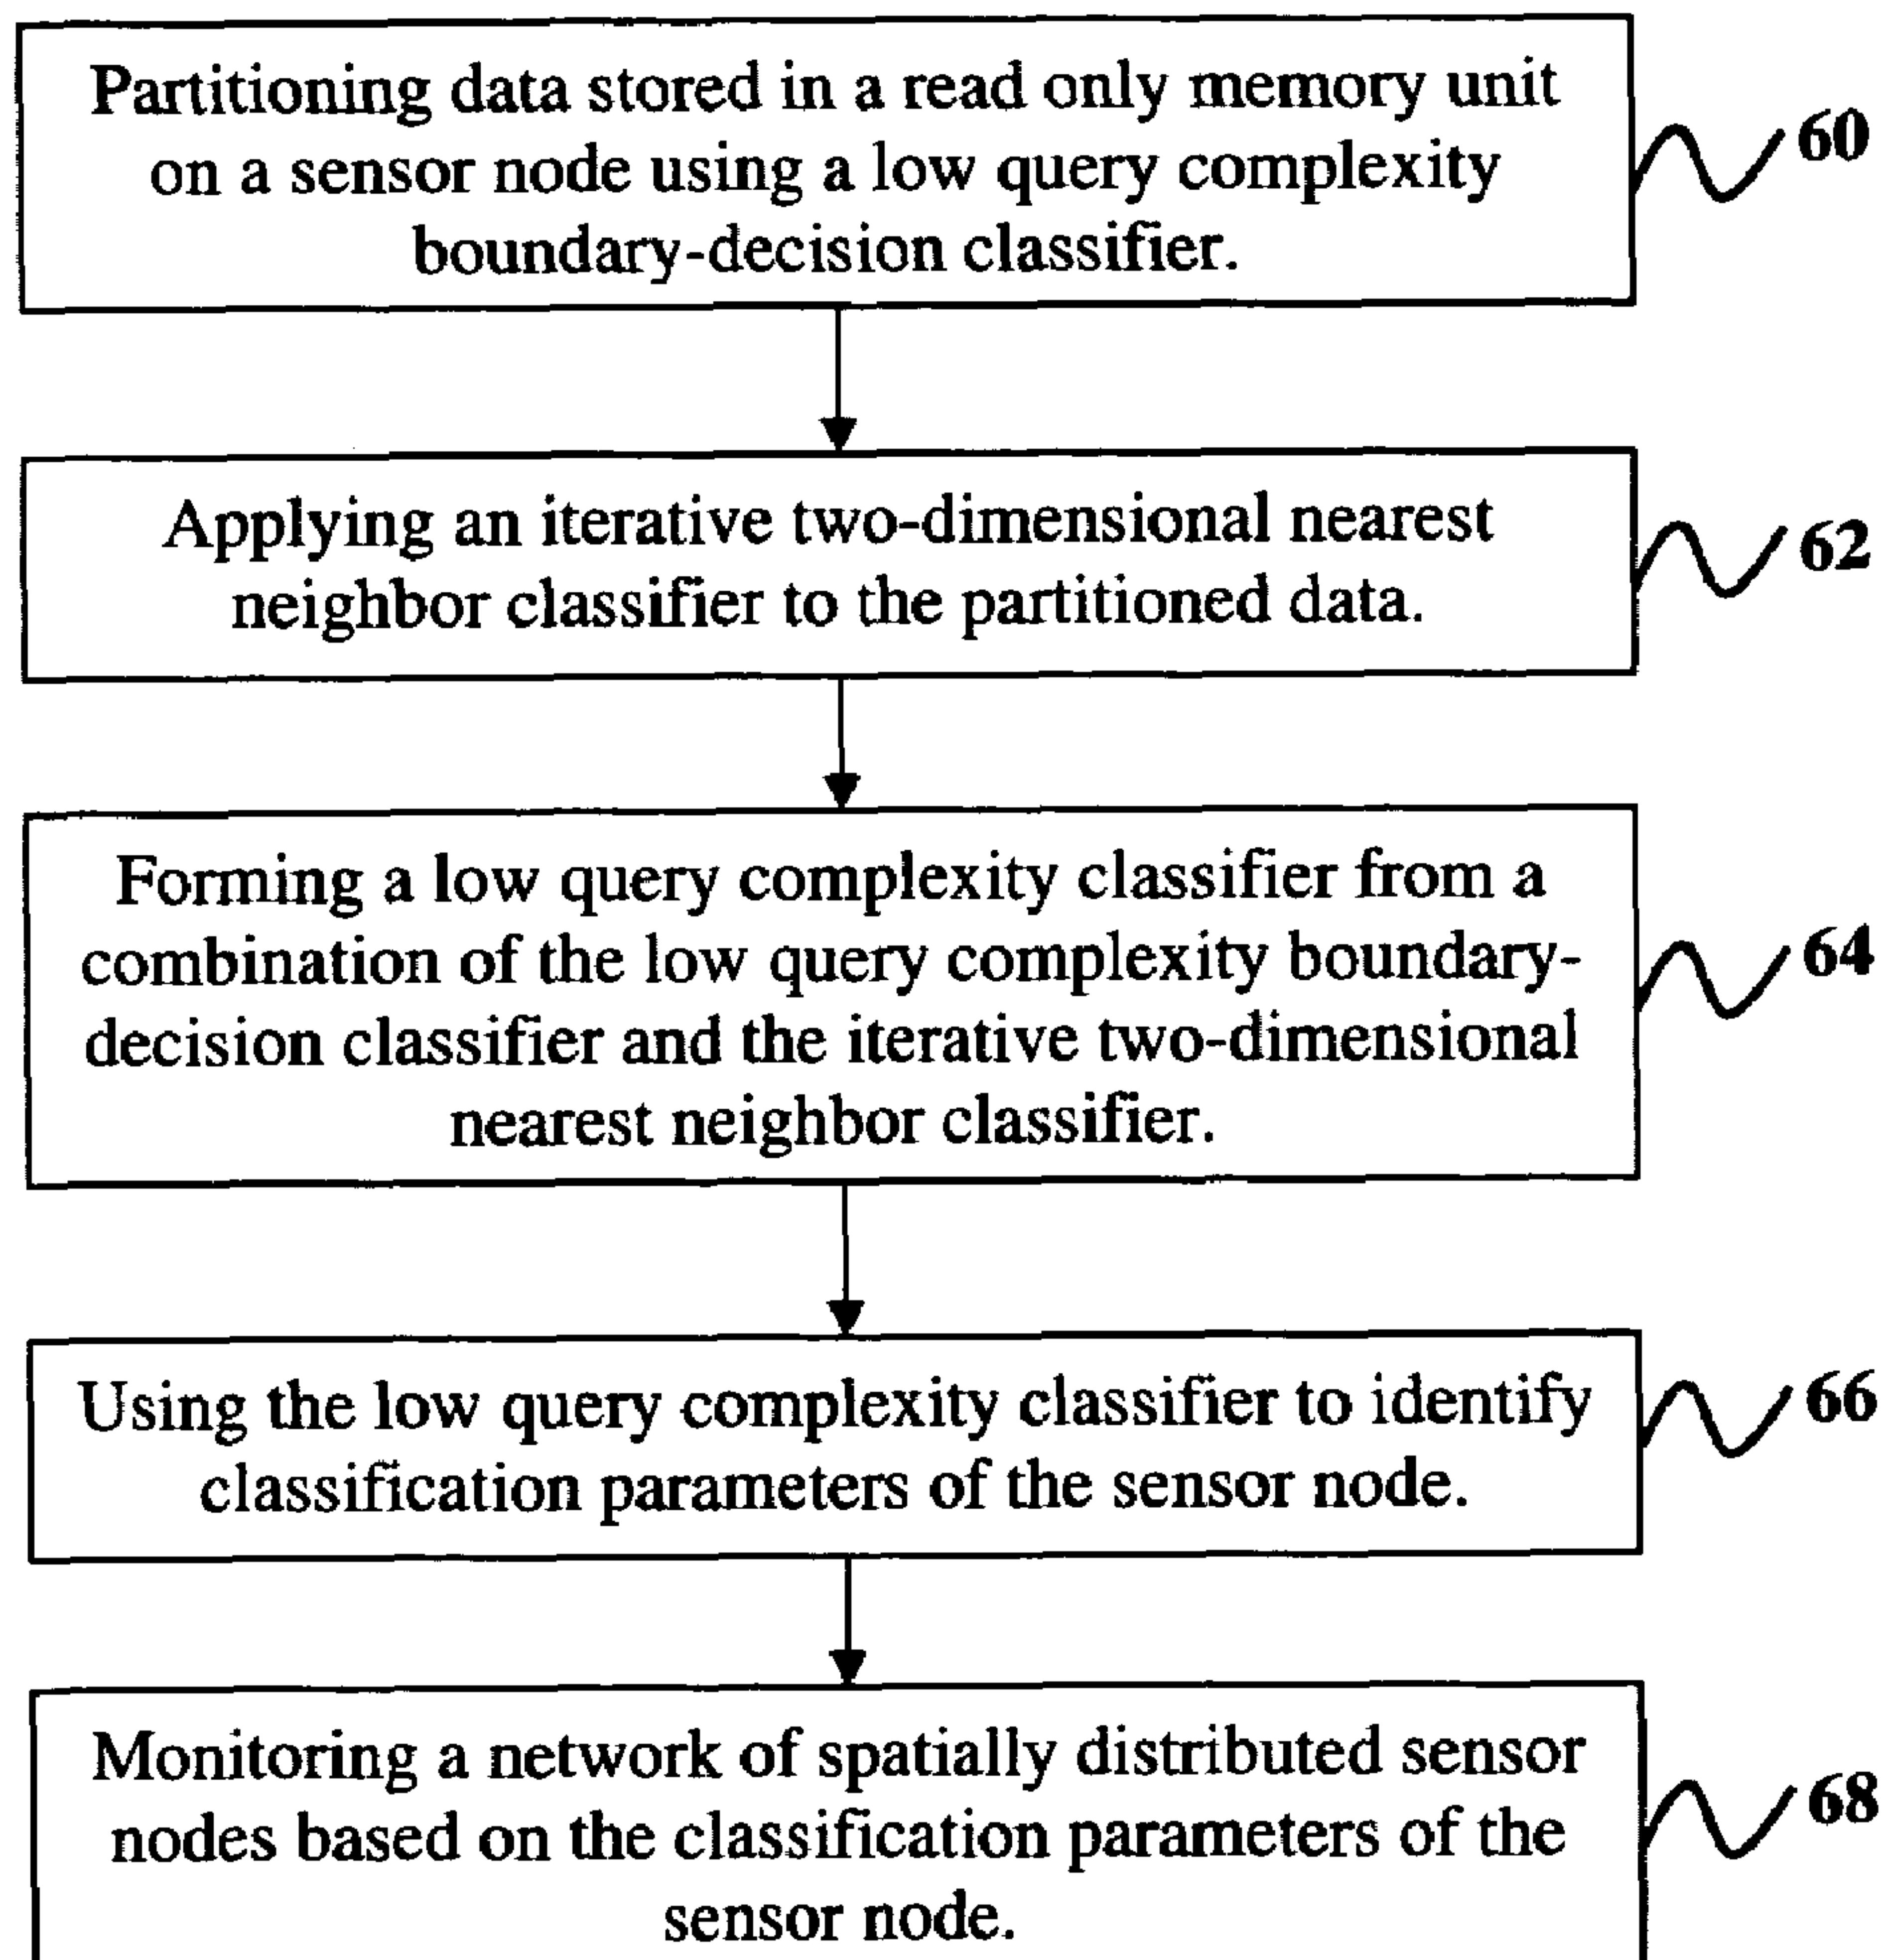 Partitioning data stored in a read only memory unit
on a sensor node using a low query complexity
boundary-decision classifier.
60
Applying an iterative two-dimensional nearest
neighbor classifier to the partitioned data.
62
Forming a low query complexity classifier from a
combination of the low query complexity boundary-
decision classifier and the iterative two-dimensional
nearest neighbor classifier.
64
Using the low query complexity classifier to identify
classification parameters of the sensor node.
66
Monitoring a network of spatially distributed sensor
nodes based on the classification parameters of the
sensor node.
68